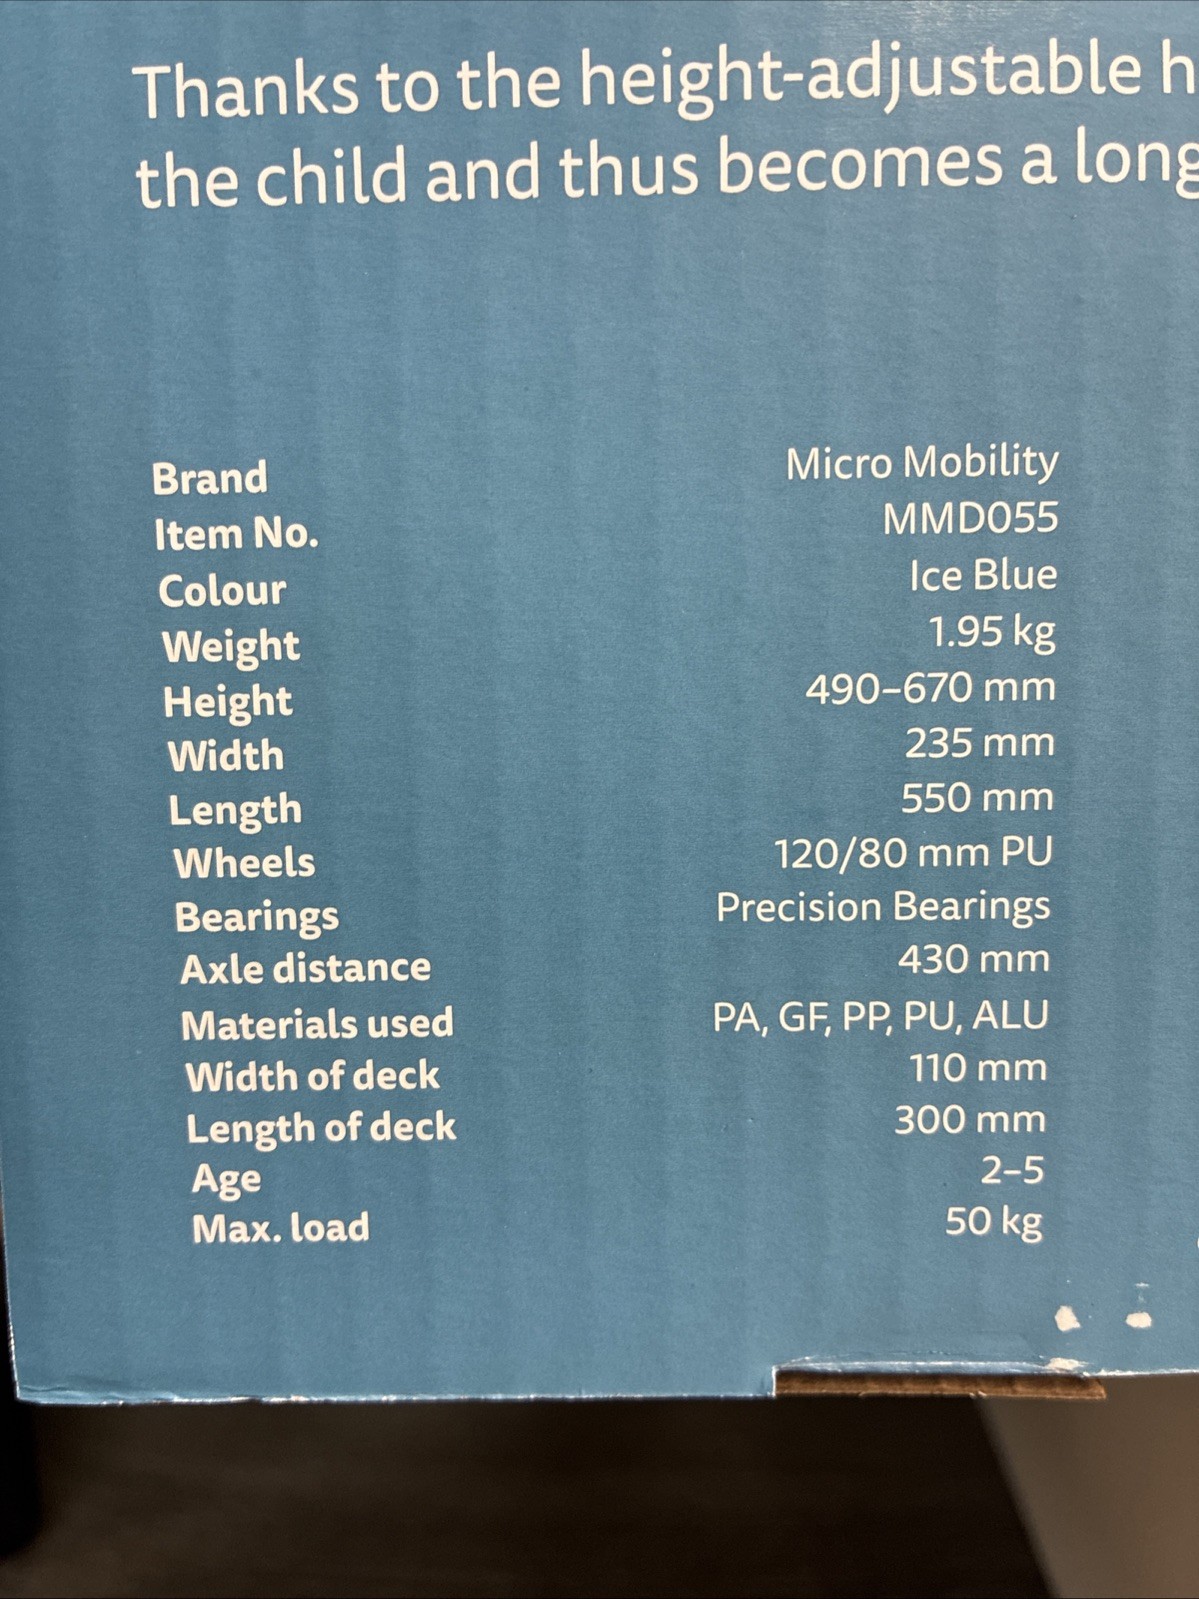 Thanks to the height-adjustable h
the child and thus becomes a long
Brand Micro Mobility
Item No. MMD055
Colour Ice Blue
Weight 1.95 kg
Height 490–670 mm
Width 235 mm
Length 550 mm
Wheels 120/80 mm PU
Bearings Precision Bearings
Axle distance 430 mm
Materials used PA, GF, PP, PU, ALU
Width of deck 110 mm
Length of deck 300 mm
Age 2–5
Max. load 50 kg